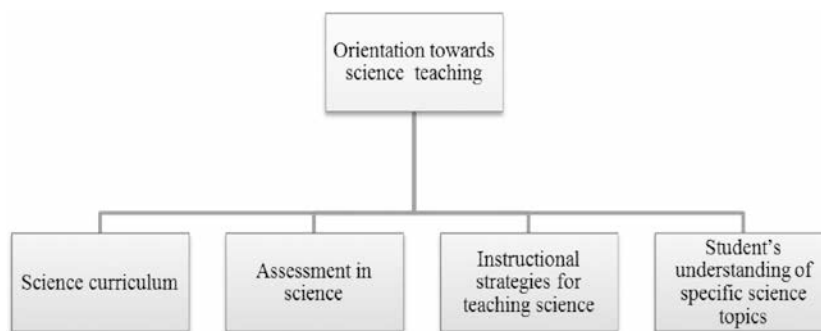 Orientation towards
science teaching
Science curriculum
Assessment in
science
Instructional
strategies for
teaching science
Student's
understanding of
specific science
topics